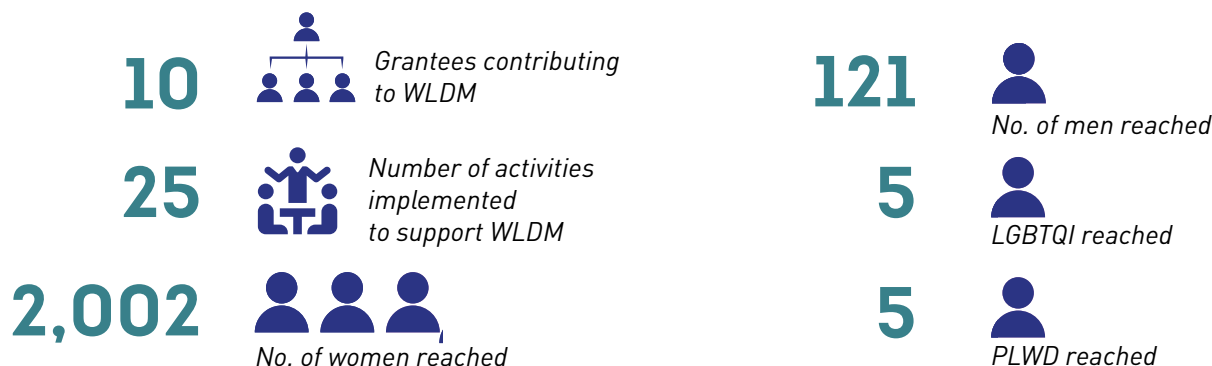 10
Grantees contributing
to WLDM
25
Number of activities
implemented
to support WLDM
2,002
No. of women reached
121
No. of men reached
5
LGBTQI reached
5
PLWD reached